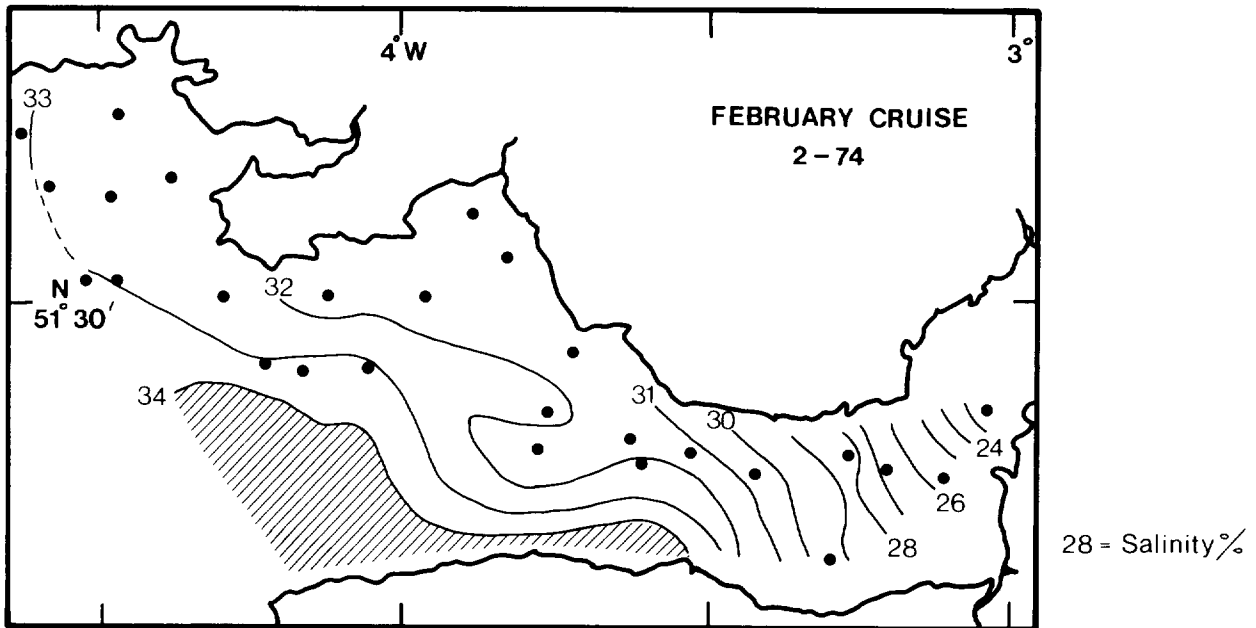 4°W
3°
33
FEBRUARY CRUISE
2-74
32
N
51°30'
34
31
30
24
26
28
28 = Salinity‰